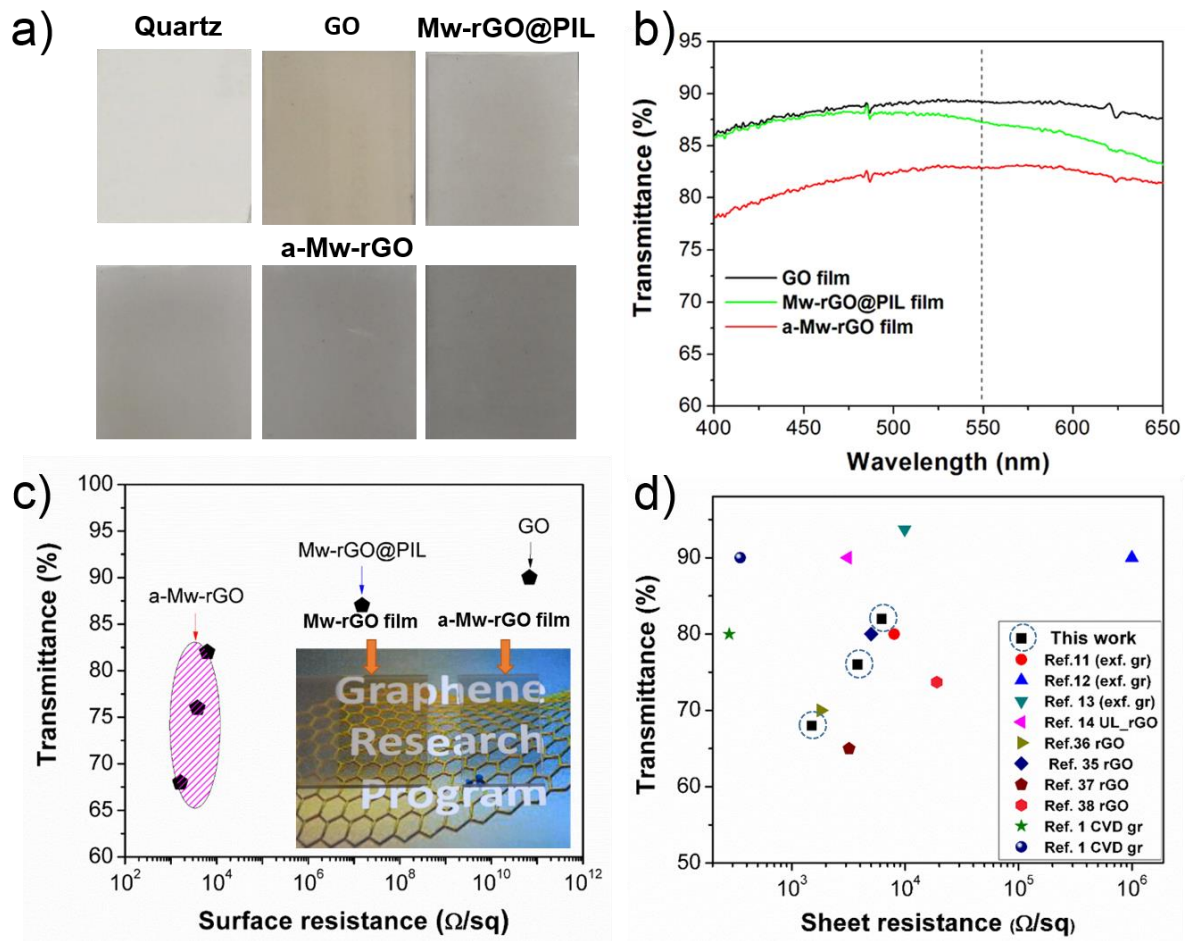 a)
Quartz
GO
Mw-rGO@PIL
a-Mw-rGO
b)
Transmittance (%)
95
90
85
80
75
70
65
60
400
450
500
550
600
650
GO film
Mw-rGO@PIL film
a-Mw-rGO film
Wavelength (nm)
c)
Transmittance (%)
100
95
90
85
80
75
70
65
60
a-Mw-rGO
Mw-rGO@PIL
GO
Mw-rGO film
a-Mw-rGO film
Graphene
Research
Program
10²
10⁴
10⁶
10⁸
10¹⁰
10¹²
Surface resistance (Ω/sq)
d)
Transmittance (%)
90
80
70
60
50
This work
Ref.11 (exf. gr)
Ref.12 (exf. gr)
Ref. 13 (exf. gr)
Ref. 14 UL_rGO
Ref.36 rGO
Ref. 35 rGO
Ref. 37 rGO
Ref. 38 rGO
Ref. 1 CVD gr
Ref. 1 CVD gr
10³
10⁴
10⁵
10⁶
Sheet resistance (Ω/sq)